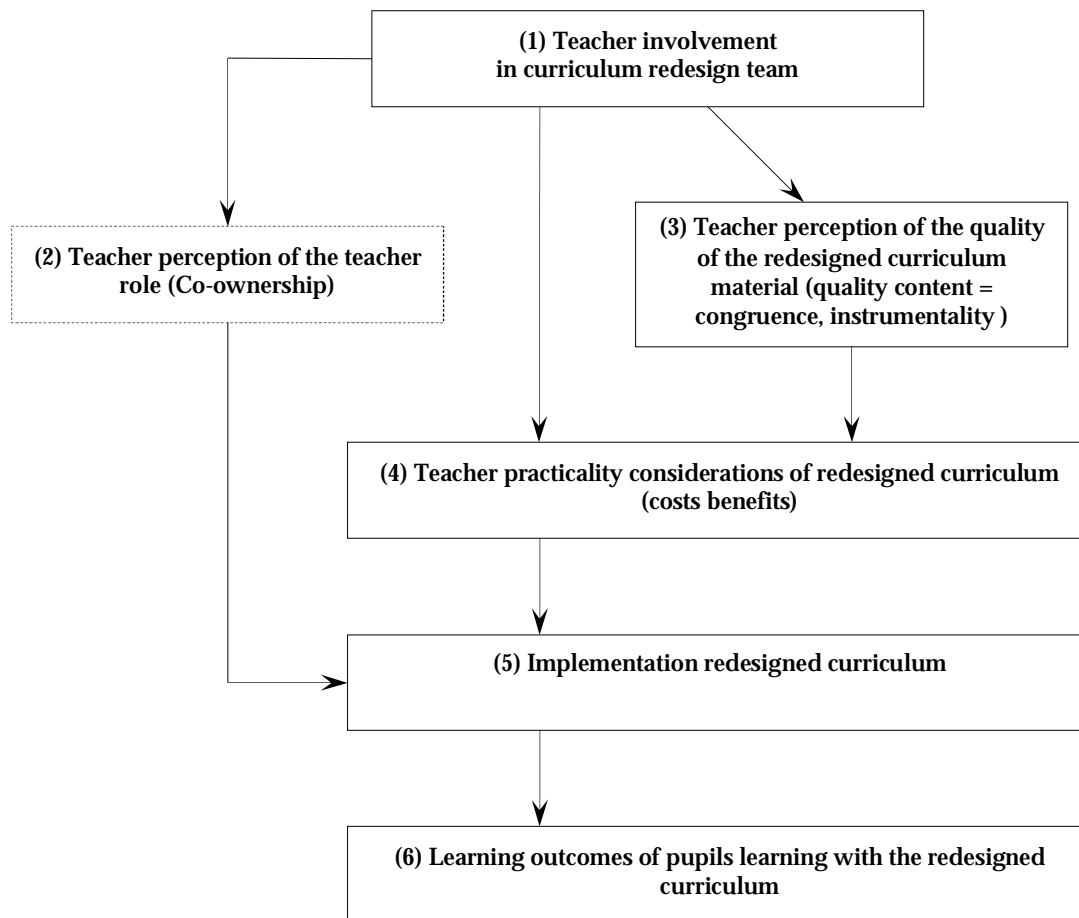 (1) Teacher involvement
in curriculum redesign team
(2) Teacher perception of the teacher
role (Co-ownership)
(3) Teacher perception of the quality
of the redesigned curriculum
material (quality content =
congruence, instrumentality )
(4) Teacher practicality considerations of redesigned curriculum
(costs benefits)
(5) Implementation redesigned curriculum
(6) Learning outcomes of pupils learning with the redesigned
curriculum